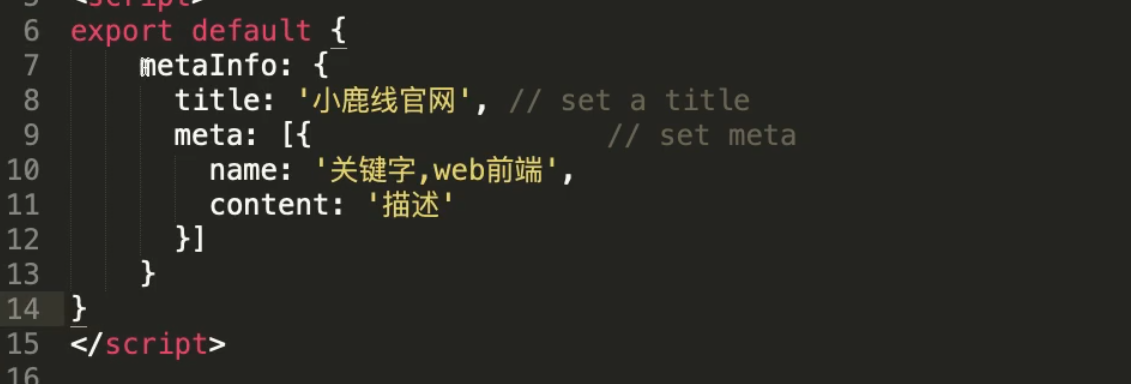 5 <script>
6 export default {
7 metaInfo: {
8 title: '小鹿线官网', // set a title
9 meta: [{ // set meta
10 name: '关键字,web前端',
11 content: '描述'
12 }]
13 }
14 }
15 </script>
16